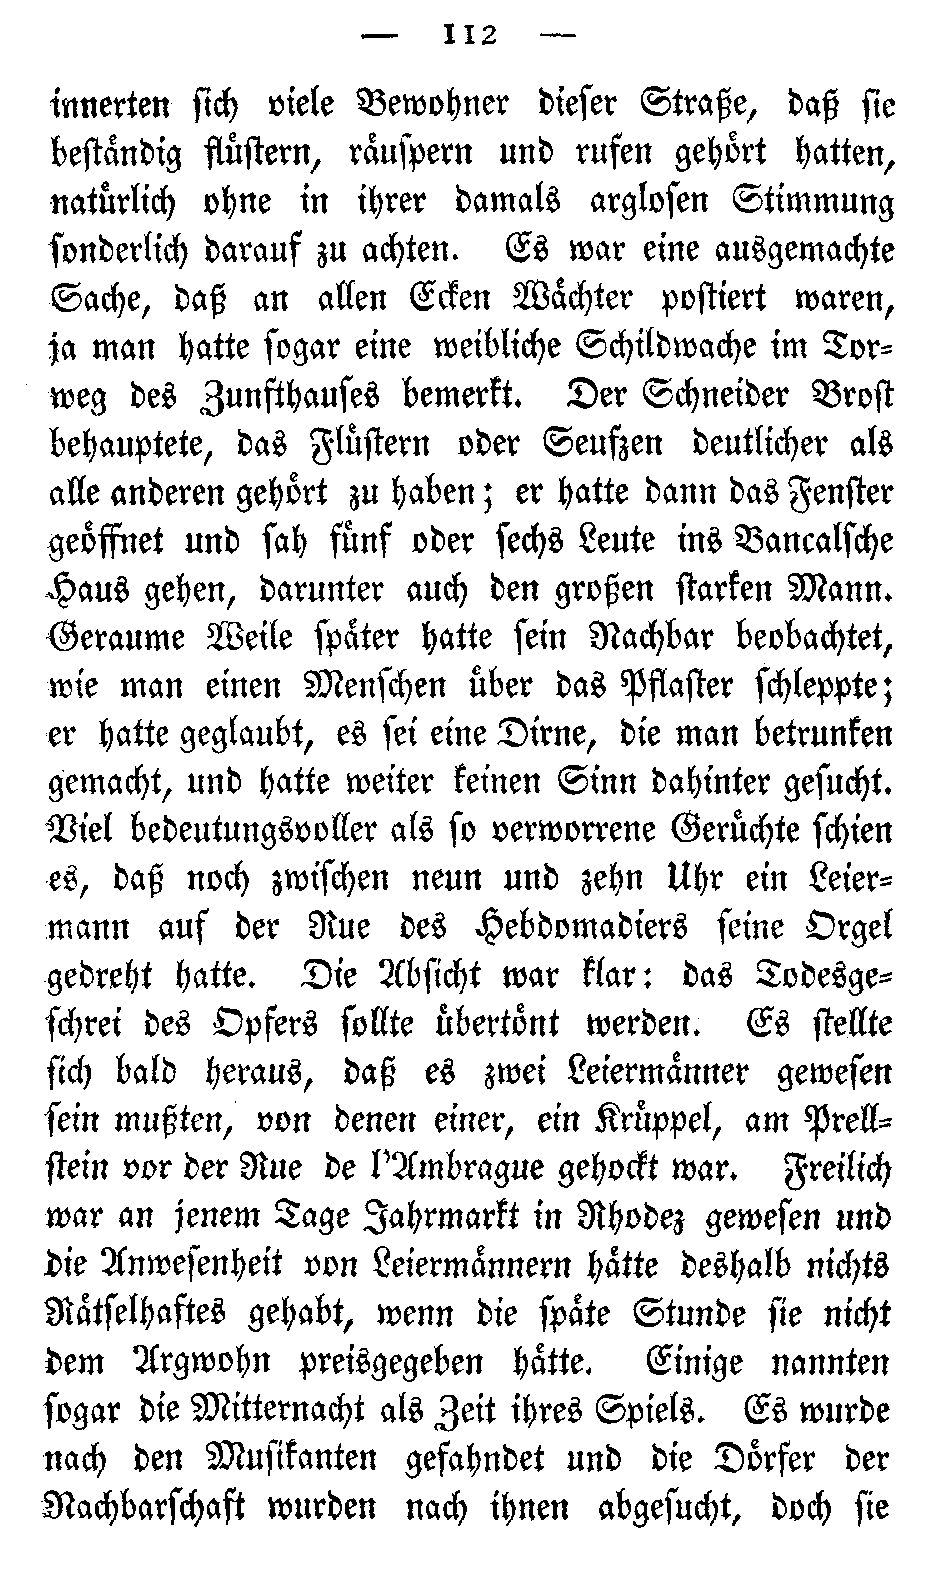 — 112 —
innerten sich viele Bewohner dieser Straße, daß sie
beständig flüstern, räuspern und rufen gehört hatten,
natürlich ohne in ihrer damals arglosen Stimmung
sonderlich darauf zu achten. Es war eine ausgemachte
Sache, daß an allen Ecken Wächter postiert waren,
ja man hatte sogar eine weibliche Schildwache im Tor-
weg des Zunfthauses bemerkt. Der Schneider Brost
behauptete, das Flüstern oder Seufzen deutlicher als
alle anderen gehört zu haben; er hatte dann das Fenster
geöffnet und sah fünf oder sechs Leute ins Bancalsche
Haus gehen, darunter auch den großen starken Mann.
Geraume Weile später hatte sein Nachbar beobachtet,
wie man einen Menschen über das Pflaster schleppte;
er hatte geglaubt, es sei eine Dirne, die man betrunken
gemacht, und hatte weiter keinen Sinn dahinter gesucht.
Viel bedeutungsvoller als so verworrene Gerüchte schien
es, daß noch zwischen neun und zehn Uhr ein Leier-
mann auf der Rue des Hebdomadiers seine Orgel
gedreht hatte. Die Absicht war klar: das Todesge-
schrei des Opfers sollte übertönt werden. Es stellte
sich bald heraus, daß es zwei Leiermänner gewesen
sein mußten, von denen einer, ein Krüppel, am Prell-
stein vor der Rue de l'Ambrague gehockt war. Freilich
war an jenem Tage Jahrmarkt in Rhodez gewesen und
die Anwesenheit von Leiermännern hätte deshalb nichts
Rätselhaftes gehabt, wenn die späte Stunde sie nicht
dem Argwohn preisgegeben hätte. Einige nannten
sogar die Mitternacht als Zeit ihres Spiels. Es wurde
nach den Musikanten gefahndet und die Dörfer der
Nachbarschaft wurden nach ihnen abgesucht, doch sie